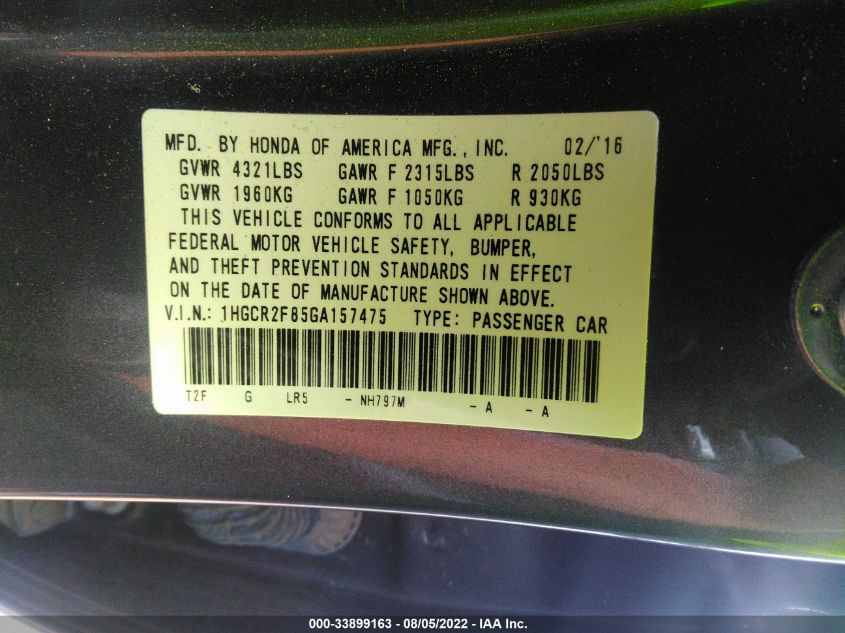 MFD. BY HONDA OF AMERICA MFG., INC. 02/'16
GVWR 4321LBS GAWR F 2315LBS R 2050LBS
GVWR 1960KG GAWR F 1050KG R 930KG
THIS VEHICLE CONFORMS TO ALL APPLICABLE
FEDERAL MOTOR VEHICLE SAFETY, BUMPER,
AND THEFT PREVENTION STANDARDS IN EFFECT
ON THE DATE OF MANUFACTURE SHOWN ABOVE.
V.I.N.: 1HGCR2F85GA157475 TYPE: PASSENGER CAR
T2F G LR5 - NH797M - A - A
000-33899163 - 08/05/2022 - IAA Inc.